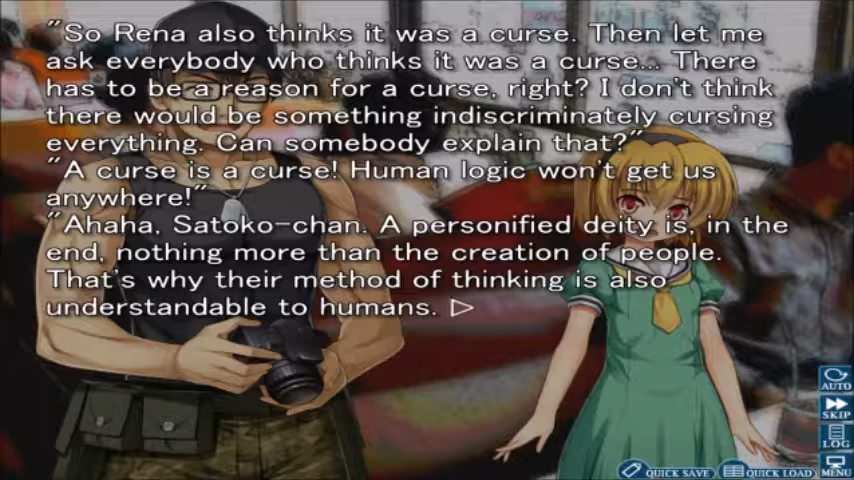 "So Rena also thinks it was a curse. Then let me
ask everybody who thinks it was a curse... There
has to be a reason for a curse, right? I don't think
there would be something indiscriminately cursing
everything. Can somebody explain that?"
"A curse is a curse! Human logic won't get us
anywhere!"
"Ahaha, Satoko-chan. A personified deity is, in the
end, nothing more than the creation of people.
That's why their method of thinking is also
understandable to humans.
AUTO
SKIP
LOG
MENU
QUICK SAVE
QUICK LOAD